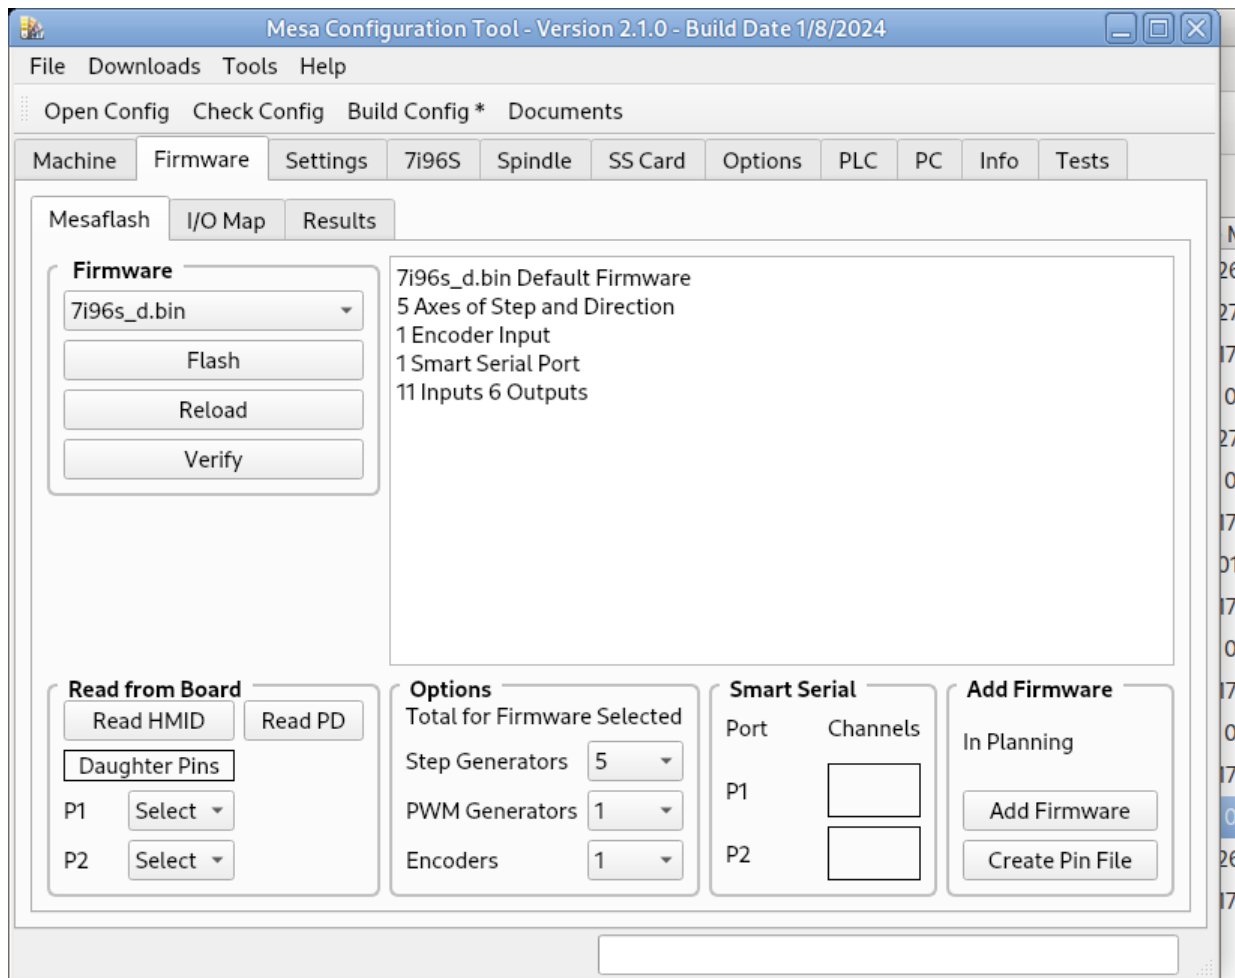 Mesa Configuration Tool - Version 2.1.0 - Build Date 1/8/2024
File Downloads Tools Help
Open Config Check Config Build Config * Documents
Machine Firmware Settings 7i96S Spindle SS Card Options PLC PC Info Tests
Mesaflash I/O Map Results
Firmware
7i96s_d.bin
Flash
Reload
Verify
7i96s_d.bin Default Firmware
5 Axes of Step and Direction
1 Encoder Input
1 Smart Serial Port
11 Inputs 6 Outputs
Read from Board
Read HMID Read PD
Daughter Pins
P1 Select
P2 Select
Options
Total for Firmware Selected
Step Generators 5
PWM Generators 1
Encoders 1
Smart Serial
Port Channels
P1
P2
Add Firmware
In Planning
Add Firmware
Create Pin File